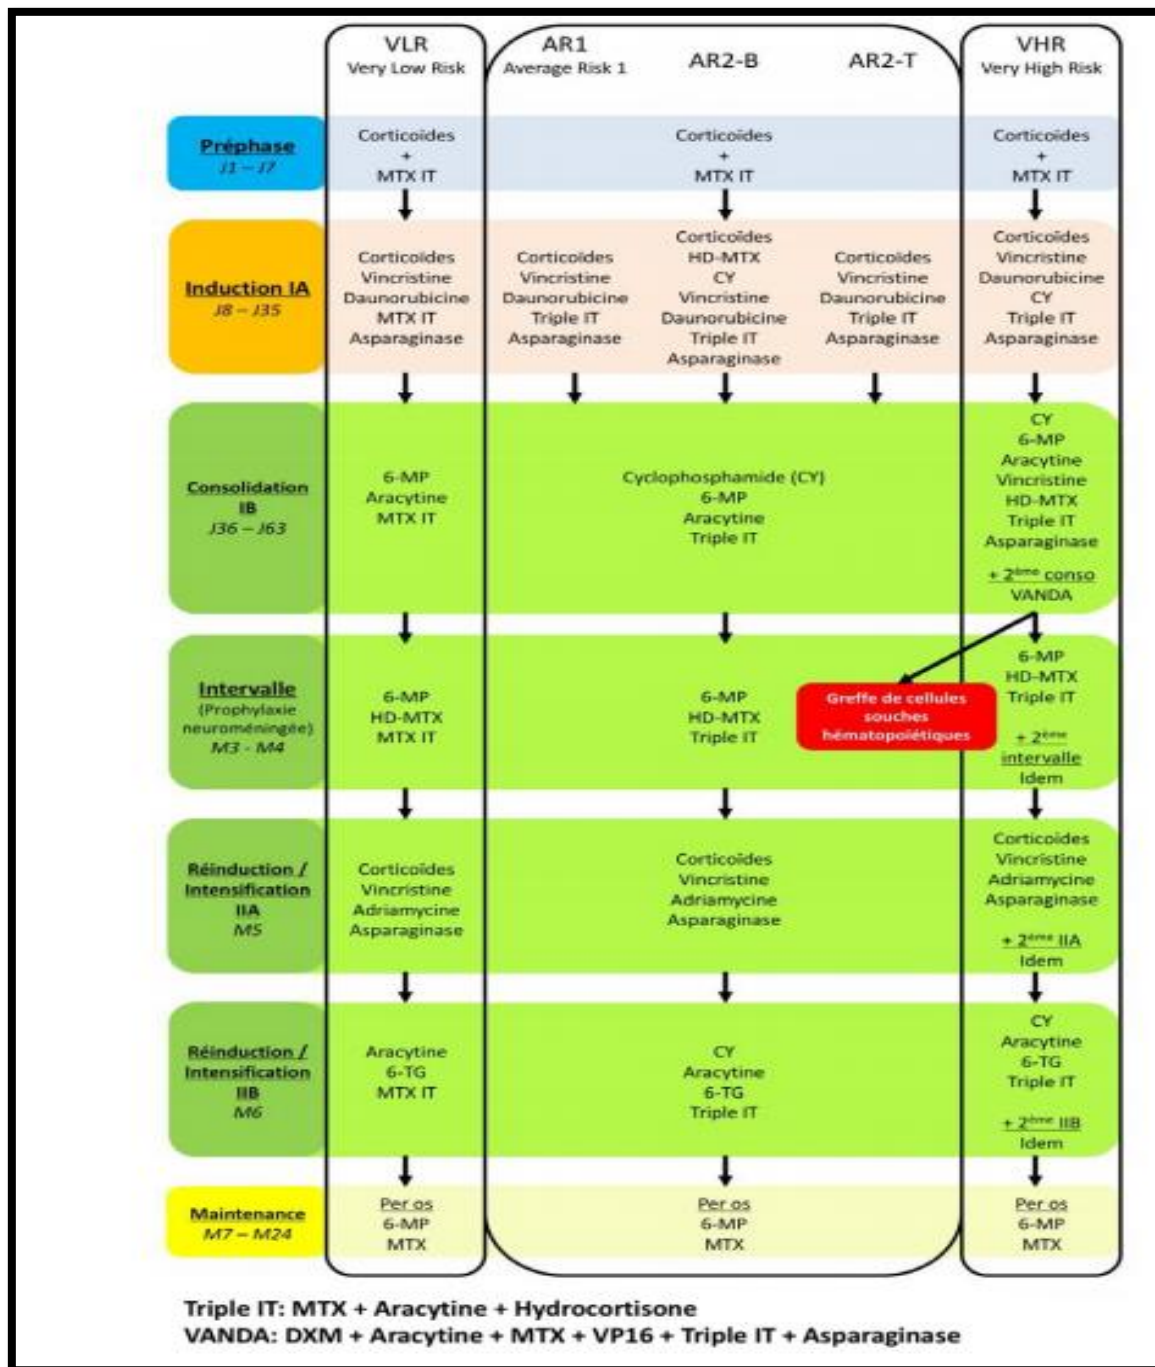 VLR
Very Low Risk
AR1
Average Risk 1
AR2-B
AR2-T
VHR
Very High Risk
Préphase
J1 – J7
Corticoïdes
+
MTX IT
Corticoïdes
+
MTX IT
Corticoïdes
+
MTX IT
Induction IA
J8 – J35
Corticoïdes
Vincristine
Daunorubicine
MTX IT
Asparaginase
Corticoïdes
Vincristine
Daunorubicine
Triple IT
Asparaginase
Corticoïdes
HD-MTX
CY
Vincristine
Daunorubicine
Triple IT
Asparaginase
Corticoïdes
Vincristine
Daunorubicine
Triple IT
Asparaginase
Corticoïdes
Vincristine
Daunorubicine
CY
Triple IT
Asparaginase
Consolidation
IB
J36 – J63
6-MP
Aracytine
MTX IT
Cyclophosphamide (CY)
6-MP
Aracytine
Triple IT
CY
6-MP
Aracytine
Vincristine
HD-MTX
Triple IT
Asparaginase
+ 2ème conso
VANDA
Intervalle
(Prophylaxie
neuroméningée)
M3 - M4
6-MP
HD-MTX
MTX IT
6-MP
HD-MTX
Triple IT
Greffe de cellules
souches
hématopoïétiques
6-MP
HD-MTX
Triple IT
+ 2ème
intervalle
Idem
Réinduction /
Intensification
IIA
M5
Corticoïdes
Vincristine
Adriamycine
Asparaginase
Corticoïdes
Vincristine
Adriamycine
Asparaginase
Corticoïdes
Vincristine
Adriamycine
Asparaginase
+ 2ème IIA
Idem
Réinduction /
Intensification
IIB
M6
Aracytine
6-TG
MTX IT
CY
Aracytine
6-TG
Triple IT
CY
Aracytine
6-TG
Triple IT
+ 2ème IIB
Idem
Maintenance
M7 – M24
Per os
6-MP
MTX
Per os
6-MP
MTX
Per os
6-MP
MTX
Triple IT: MTX + Aracytine + Hydrocortisone
VANDA: DXM + Aracytine + MTX + VP16 + Triple IT + Asparaginase